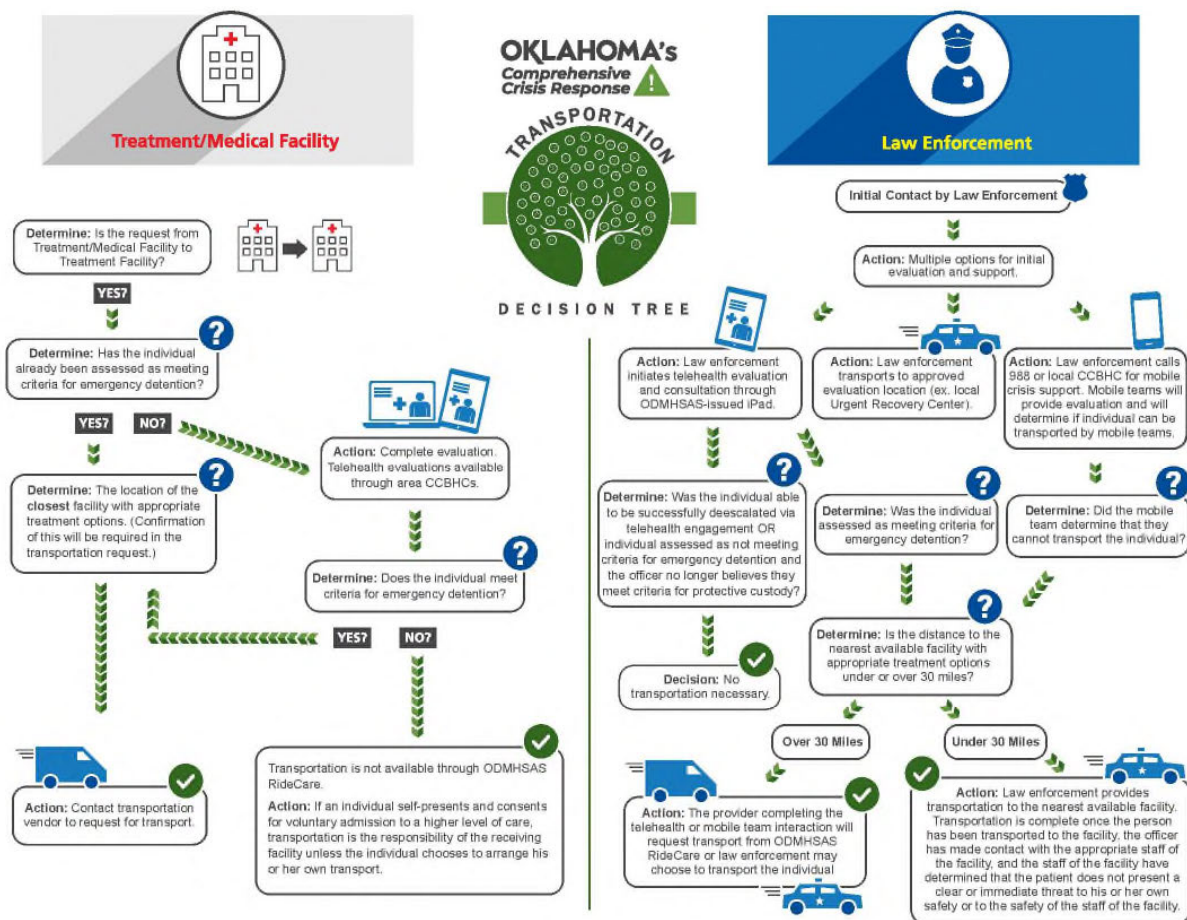 OKLAHOMA's
Comprehensive
Crisis Response
TRANSPORTATION
DECISION TREE
Treatment/Medical Facility
Determine: Is the request from
Treatment/Medical Facility to
Treatment Facility?
YES?
Determine: Has the individual
already been assessed as meeting
criteria for emergency detention?
YES?
NO?
Action: Complete evaluation.
Telehealth evaluations available
through area CCBHCs.
Determine: The location of the
closest facility with appropriate
treatment options. (Confirmation
of this will be required in the
transportation request.)
Determine: Does the individual meet
criteria for emergency detention?
YES?
NO?
Action: Contact transportation
vendor to request for transport.
Transportation is not available through ODMHSAS
RideCare.
Action: If an individual self-presents and consents
for voluntary admission to a higher level of care,
transportation is the responsibility of the receiving
facility unless the individual chooses to arrange his
or her own transport.
Law Enforcement
Initial Contact by Law Enforcement
Action: Multiple options for initial
evaluation and support.
Action: Law enforcement
initiates telehealth evaluation
and consultation through
ODMHSAS-issued iPad.
Action: Law enforcement
transports to approved
evaluation location (ex. local
Urgent Recovery Center).
Action: Law enforcement calls
988 or local CCBHC for mobile
crisis support. Mobile teams will
provide evaluation and will
determine if individual can be
transported by mobile teams.
Determine: Was the individual able
to be successfully deescalated via
telehealth engagement OR
individual assessed as not meeting
criteria for emergency detention and
the officer no longer believes they
meet criteria for protective custody?
Determine: Was the individual
assessed as meeting criteria for
emergency detention?
Determine: Did the mobile
team determine that they
cannot transport the individual?
Determine: Is the distance to the
nearest available facility with
appropriate treatment options
under or over 30 miles?
Decision: No
transportation necessary.
Over 30 Miles
Under 30 Miles
Action: The provider completing the
telehealth or mobile team interaction will
request transport from ODMHSAS
RideCare or law enforcement may
choose to transport the individual
Action: Law enforcement provides
transportation to the nearest available facility.
Transportation is complete once the person
has been transported to the facility, the officer
has made contact with the appropriate staff of
the facility, and the staff of the facility have
determined that the patient does not present a
clear or immediate threat to his or her own
safety or to the safety of the staff of the facility.